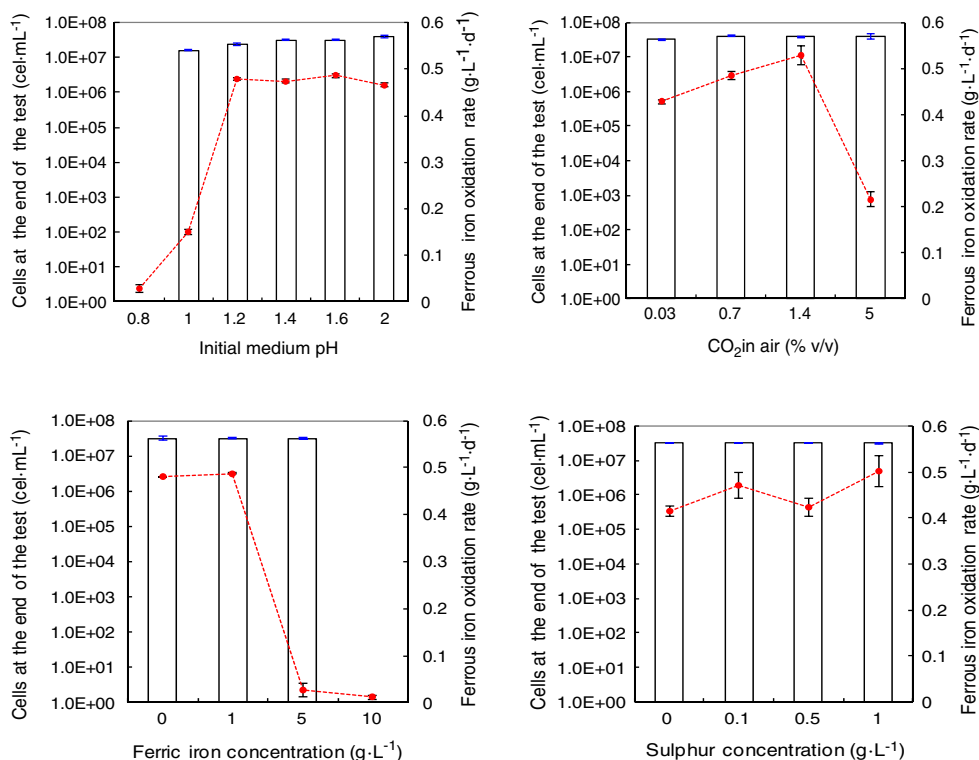 Cells at the end of the test (cel·mL-1)
1.0E+08
1.0E+07
1.0E+06
1.0E+05
1.0E+04
1.0E+03
1.0E+02
1.0E+01
1.0E+00
0.6
0.5
0.4
0.3
0.2
0.1
0
Ferrous iron oxidation rate (g·L-1·d-1)
0.8 1 1.2 1.4 1.6 2
Initial medium pH
Cells at the end of the test (cel·mL-1)
1.0E+08
1.0E+07
1.0E+06
1.0E+05
1.0E+04
1.0E+03
1.0E+02
1.0E+01
1.0E+00
0.6
0.5
0.4
0.3
0.2
0.1
0
Ferrous iron oxidation rate (g·L-1·d-1)
0.03 0.7 1.4 5
CO2in air (% v/v)
Cells at the end of the test (cel·mL-1)
1.0E+08
1.0E+07
1.0E+06
1.0E+05
1.0E+04
1.0E+03
1.0E+02
1.0E+01
1.0E+00
0.6
0.5
0.4
0.3
0.2
0.1
0
Ferrous iron oxidation rate (g·L-1·d-1)
0 1 5 10
Ferric iron concentration (g·L-1)
Cells at the end of the test (cel·mL-1)
1.0E+08
1.0E+07
1.0E+06
1.0E+05
1.0E+04
1.0E+03
1.0E+02
1.0E+01
1.0E+00
0.6
0.5
0.4
0.3
0.2
0.1
0
Ferrous iron oxidation rate (g·L-1·d-1)
0 0.1 0.5 1
Sulphur concentration (g·L-1)